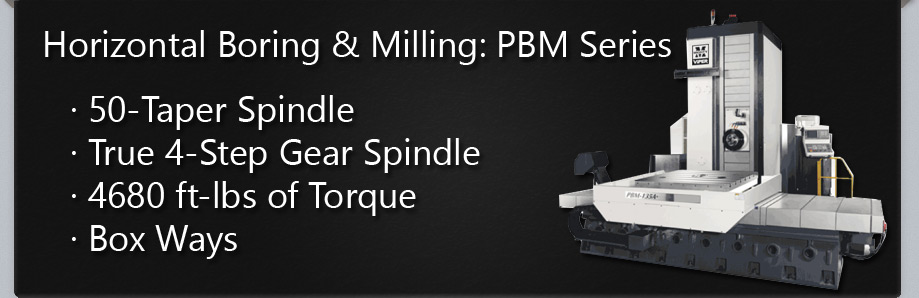 Horizontal Boring & Milling: PBM Series
· 50-Taper Spindle
· True 4-Step Gear Spindle
· 4680 ft-lbs of Torque
· Box Ways
VIPER
PBM-135A